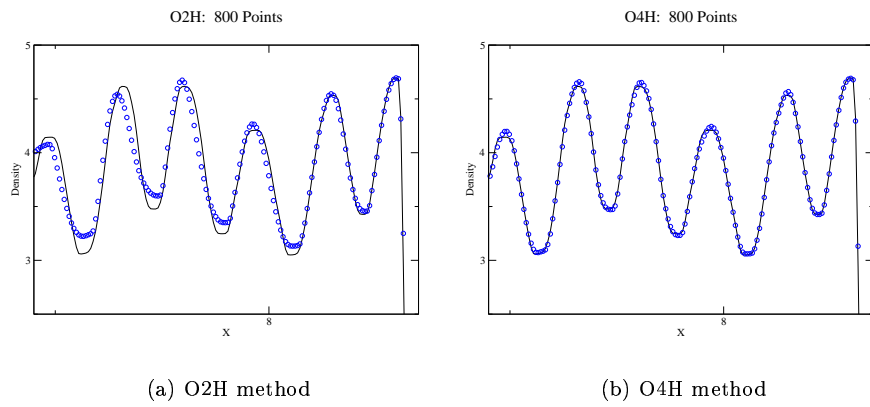 O2H: 800 Points
5
4
3
Density
8
X
(a) O2H method
O4H: 800 Points
5
4
3
Density
8
X
(b) O4H method